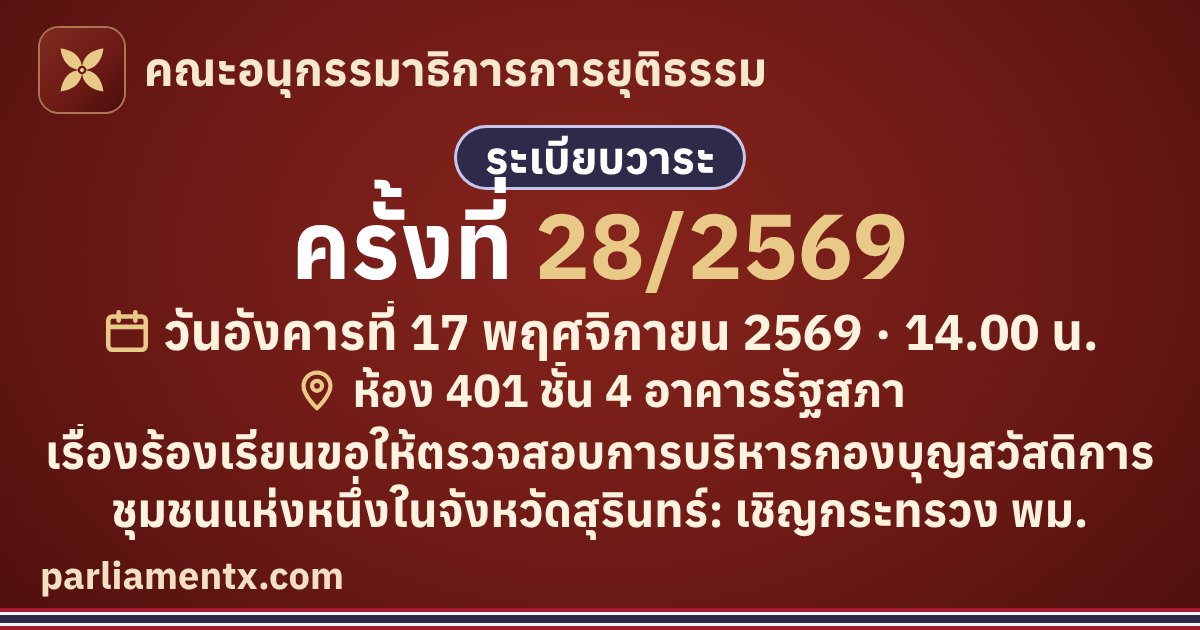 คณะอนุกรรมาธิการการยุติธรรม
ระเบียบวาระ
ครั้งที่ 28/2569
วันอังคารที่ 17 พฤศจิกายน 2569 · 14.00 น.
ห้อง 401 ชั้น 4 อาคารรัฐสภา
เรื่องร้องเรียนขอให้ตรวจสอบการบริหารกองบุญสวัสดิการ
ชุมชนแห่งหนึ่งในจังหวัดสุรินทร์: เชิญกระทรวง พม.
parliamentx.com